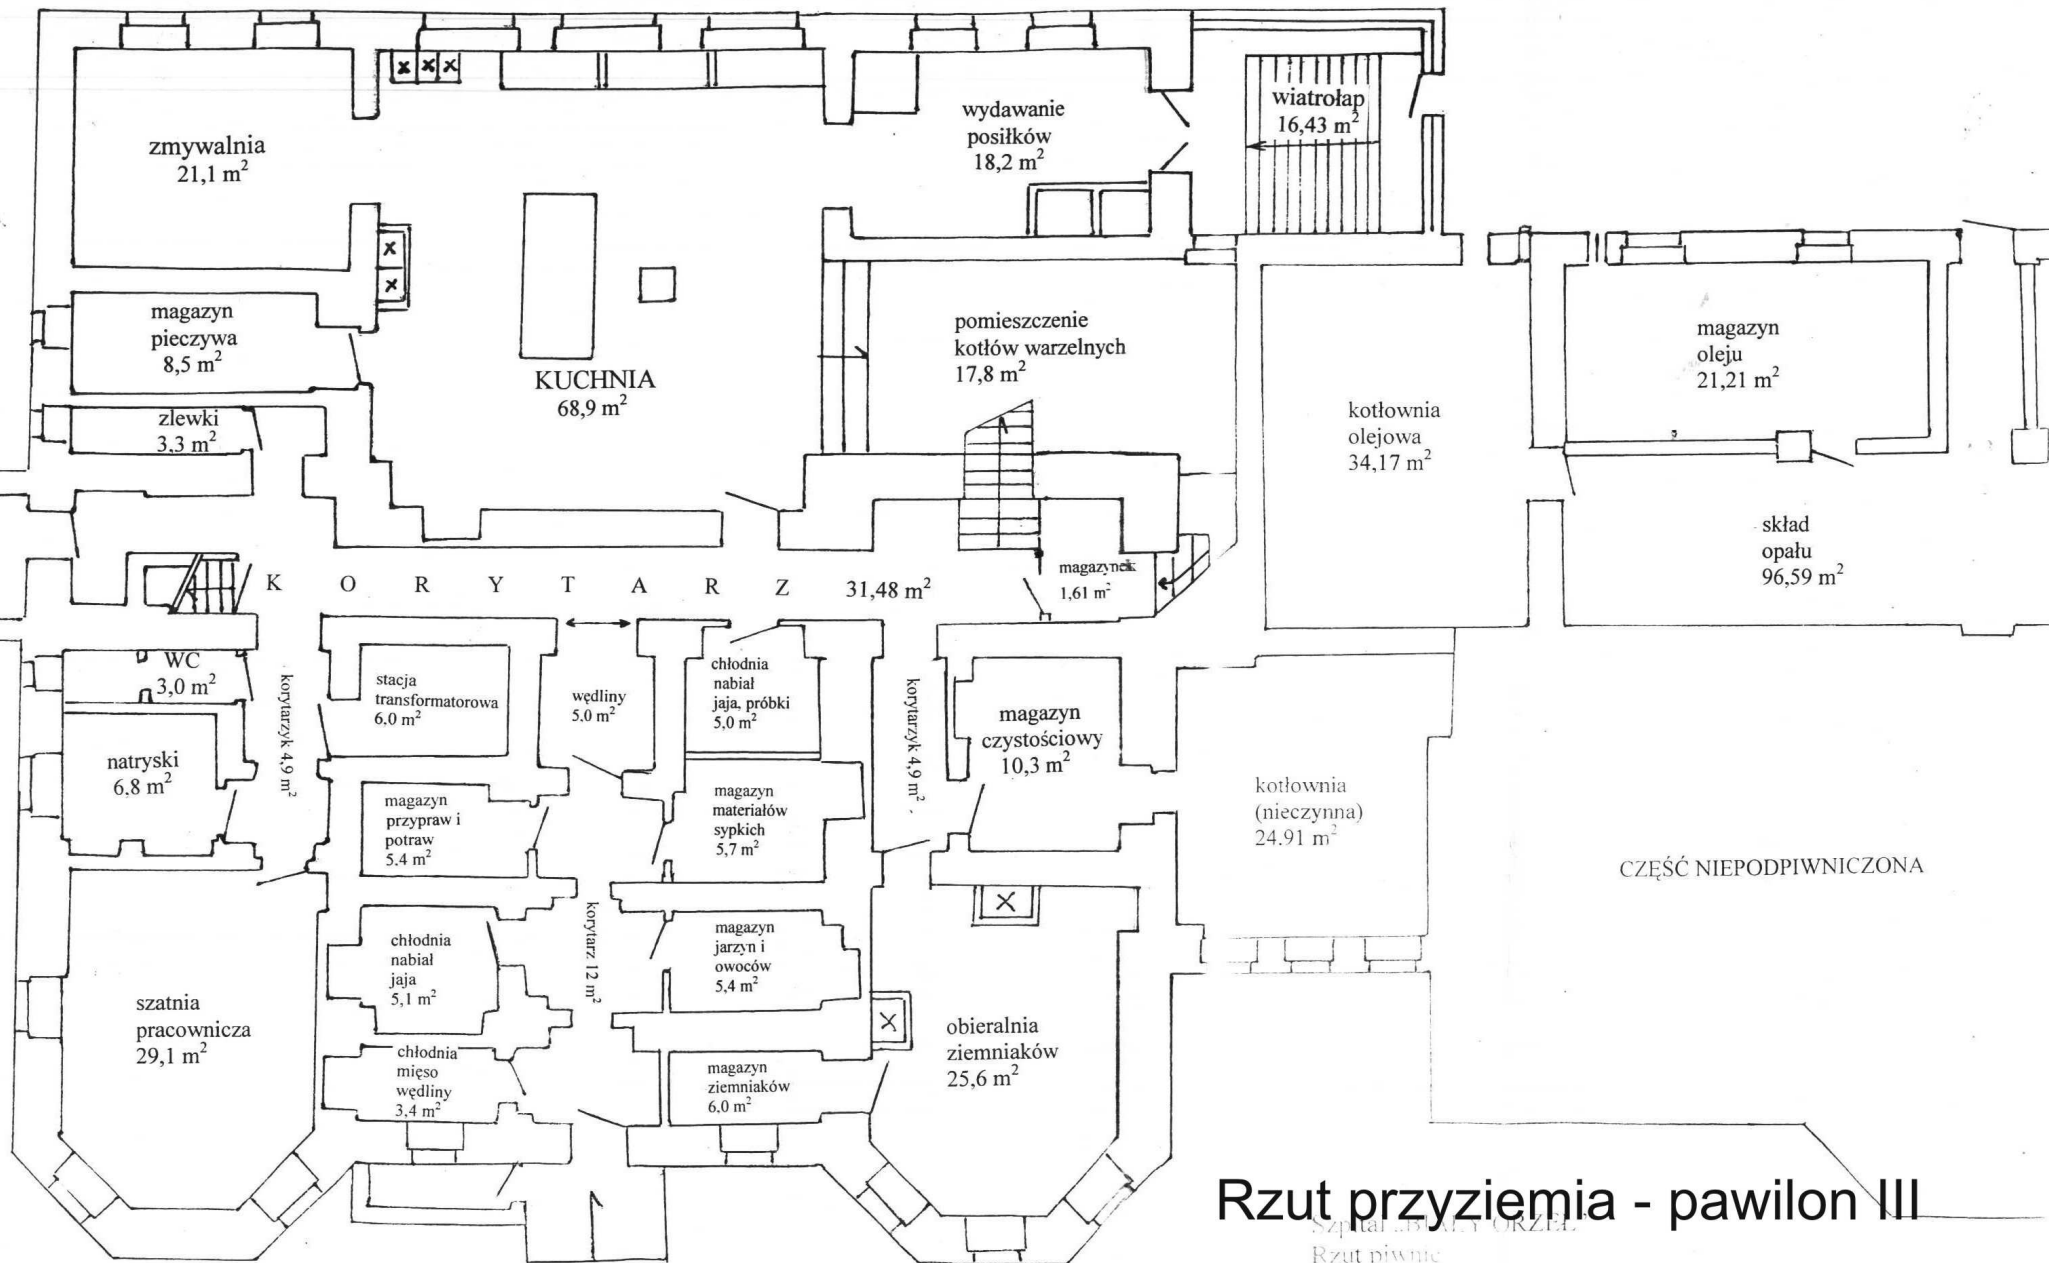 zmywalnia
21,1 m²
wydawanie
posiłków
18,2 m²
wiatrołap
16,43 m²
magazyn
pieczywa
8,5 m²
KUCHNIA
68,9 m²
pomieszczenie
kotłów warzelnych
17,8 m²
magazyn
oleju
21,21 m²
zlewki
3,3 m²
kotłownia
olejowa
34,17 m²
skład
opału
96,59 m²
K O R Y T A R Z 31,48 m²
magazynek
1,61 m²
WC
3,0 m²
korytarzyk 4,9 m²
stacja
transformatorowa
6,0 m²
wędliny
5.0 m²
chłodnia
nabiał
jaja, próbki
5,0 m²
korytarzyk 4,9 m²
magazyn
czystościowy
10,3 m²
natryski
6,8 m²
magazyn
przypraw i
potraw
5.4 m²
magazyn
materiałów
sypkich
5,7 m²
kotłownia
(nieczynna)
24.91 m²
CZĘŚĆ NIEPODPIWNICZONA
chłodnia
nabiał
jaja
5,1 m²
korytarz 12 m²
magazyn
jarzyn i
owoców
5,4 m²
szatnia
pracownicza
29,1 m²
obieralnia
ziemniaków
25,6 m²
chłodnia
mięso
wędliny
3,4 m²
magazyn
ziemniaków
6,0 m²
Rzut przyziemia - pawilon III
Szpital „BIAŁY ORZEŁ"
Rzut piwnic